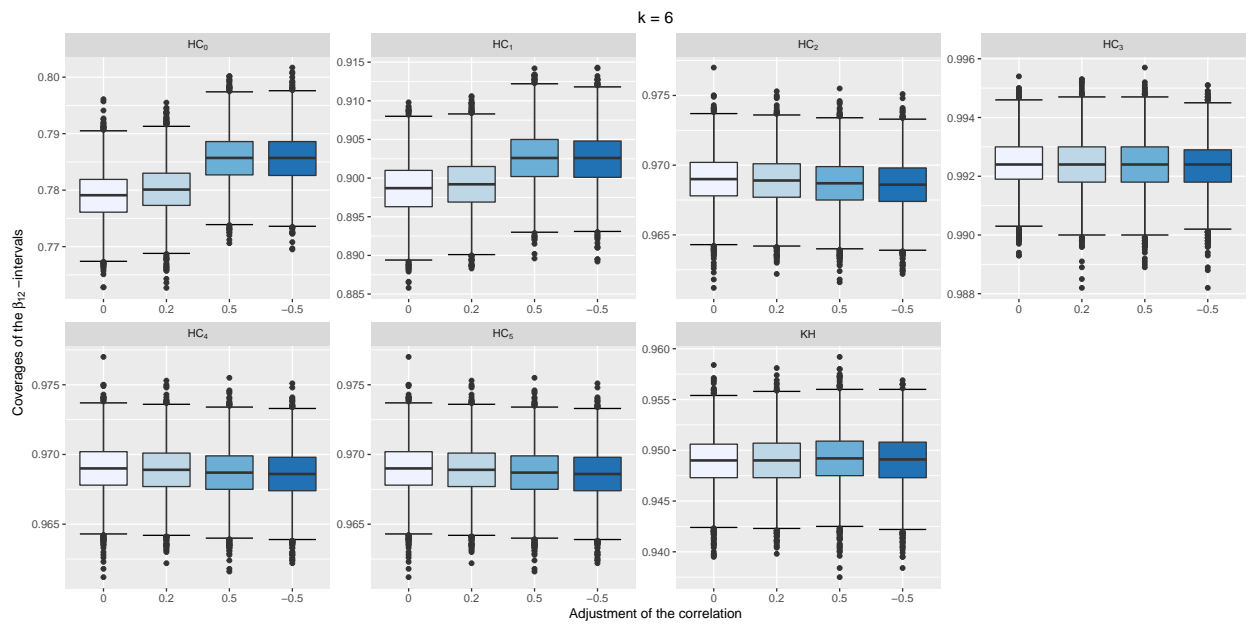 k = 6
Coverages of the β₁₂ −intervals
HC₀
0.80
0.79
0.78
0.77
0 0.2 0.5 −0.5
HC₁
0.915
0.910
0.905
0.900
0.895
0.890
0.885
0 0.2 0.5 −0.5
HC₂
0.975
0.970
0.965
0 0.2 0.5 −0.5
HC₃
0.996
0.994
0.992
0.990
0.988
0 0.2 0.5 −0.5
HC₄
0.975
0.970
0.965
0 0.2 0.5 −0.5
HC₅
0.975
0.970
0.965
0 0.2 0.5 −0.5
KH
0.960
0.955
0.950
0.945
0.940
0 0.2 0.5 −0.5
Adjustment of the correlation